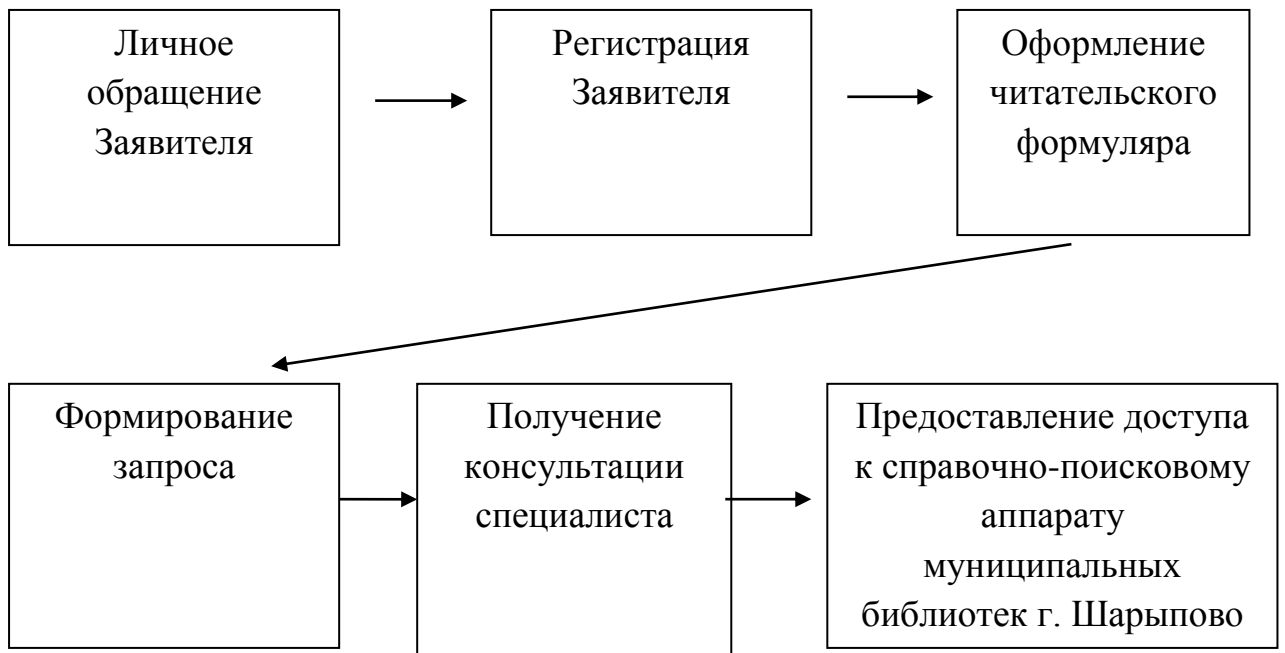 Личное
обращение
Заявителя
Регистрация
Заявителя
Оформление
читательского
формуляра
Формирование
запроса
Получение
консультации
специалиста
Предоставление доступа
к справочно-поисковому
аппарату
муниципальных
библиотек г. Шарыпово